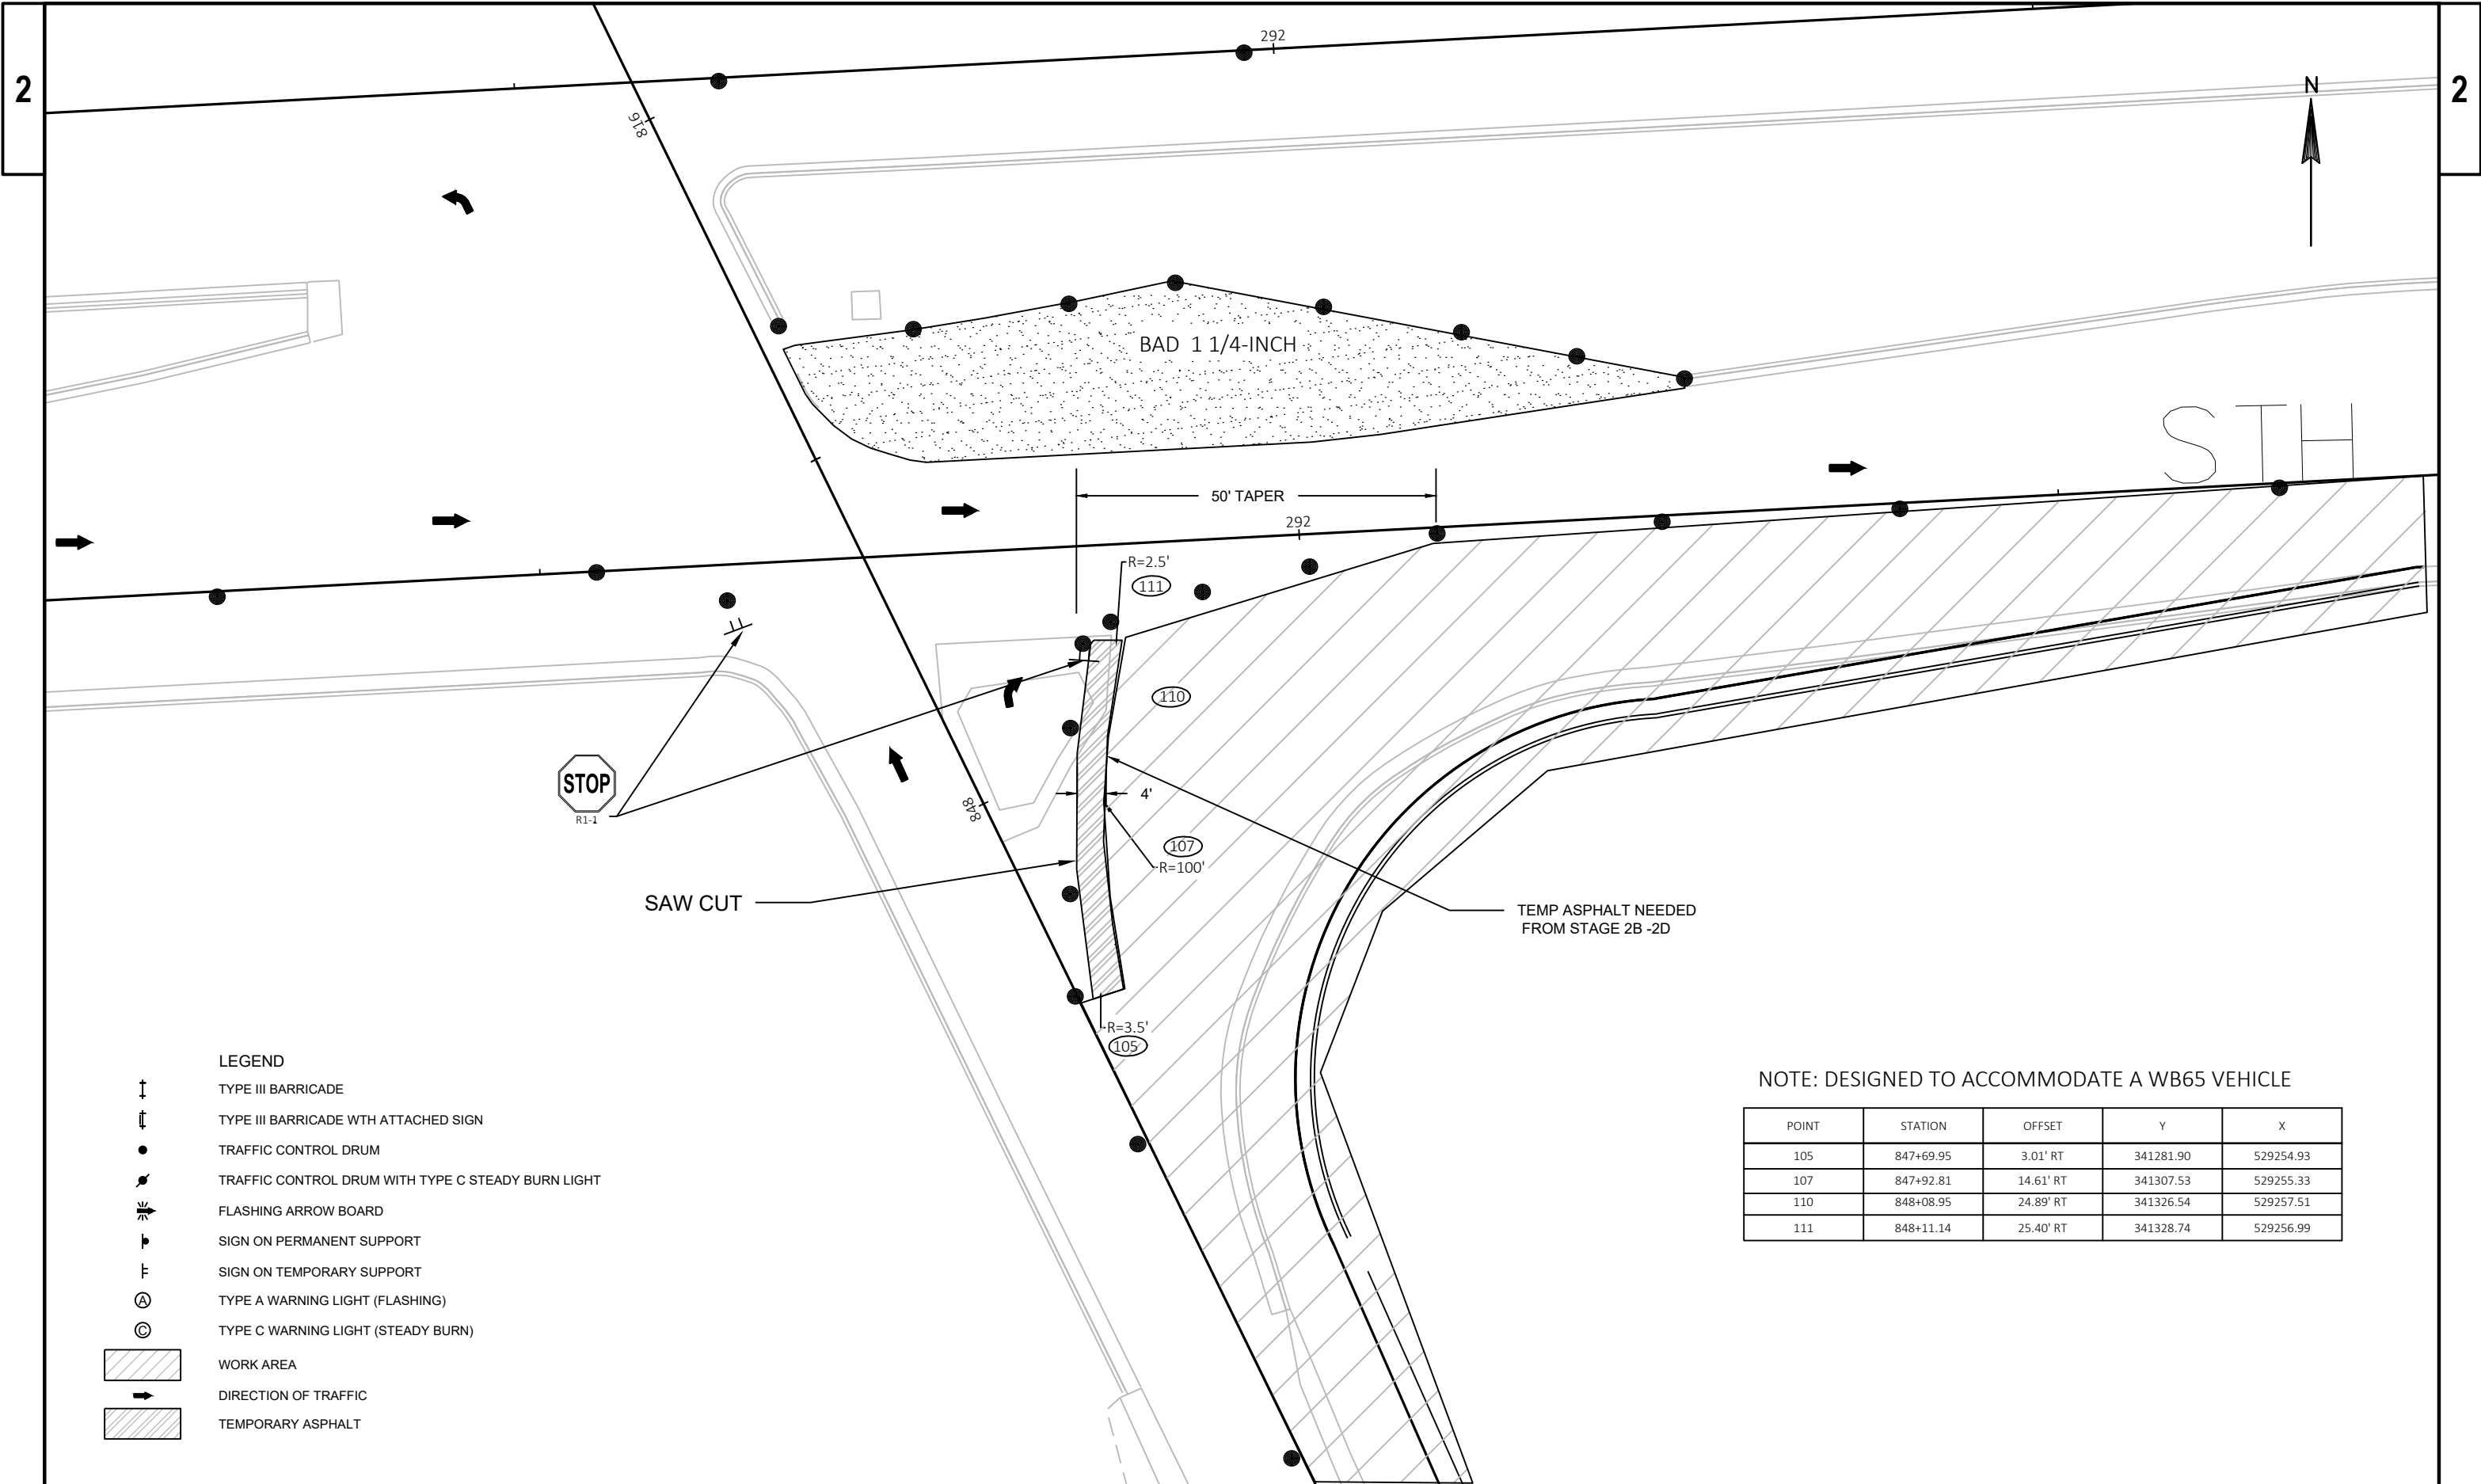 2
2
292
816
N
BAD 1 1/4-INCH
STH
50' TAPER
292
R=2.5'
111
110
STOP
R1-1
848
4'
107
R=100'
SAW CUT
TEMP ASPHALT NEEDED
FROM STAGE 2B -2D
R=3.5'
105
LEGEND
TYPE III BARRICADE
TYPE III BARRICADE WTH ATTACHED SIGN
TRAFFIC CONTROL DRUM
TRAFFIC CONTROL DRUM WITH TYPE C STEADY BURN LIGHT
FLASHING ARROW BOARD
SIGN ON PERMANENT SUPPORT
SIGN ON TEMPORARY SUPPORT
A TYPE A WARNING LIGHT (FLASHING)
C TYPE C WARNING LIGHT (STEADY BURN)
WORK AREA
DIRECTION OF TRAFFIC
TEMPORARY ASPHALT
NOTE: DESIGNED TO ACCOMMODATE A WB65 VEHICLE
POINT STATION OFFSET Y X
105 847+69.95 3.01' RT 341281.90 529254.93
107 847+92.81 14.61' RT 341307.53 529255.33
110 848+08.95 24.89' RT 341326.54 529257.51
111 848+11.14 25.40' RT 341328.74 529256.99